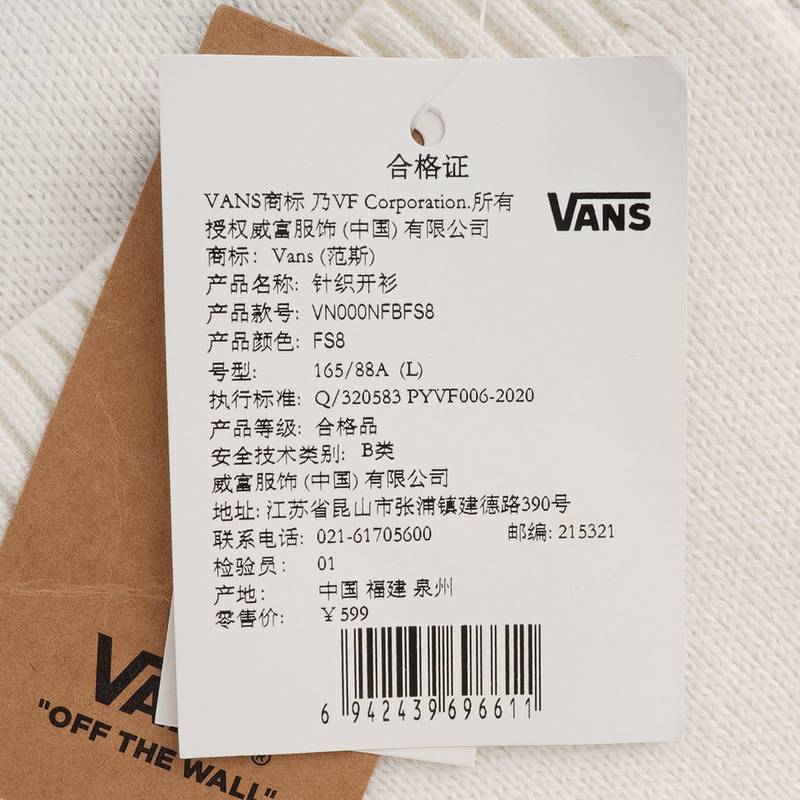 合格证
VANS商标 乃VF Corporation.所有
VANS
授权威富服饰 (中国) 有限公司
商标: Vans (范斯)
产品名称: 针织开衫
产品款号: VN000NFBFS8
产品颜色: FS8
号型: 165/88A (L)
执行标准: Q/320583 PYVF006-2020
产品等级: 合格品
安全技术类别: B类
威富服饰 (中国) 有限公司
地址: 江苏省昆山市张浦镇建德路390号
联系电话: 021-61705600 邮编: 215321
检验员: 01
产地: 中国 福建 泉州
零售价: ￥599
6 942439 696611
VA
"OFF THE WALL"
®